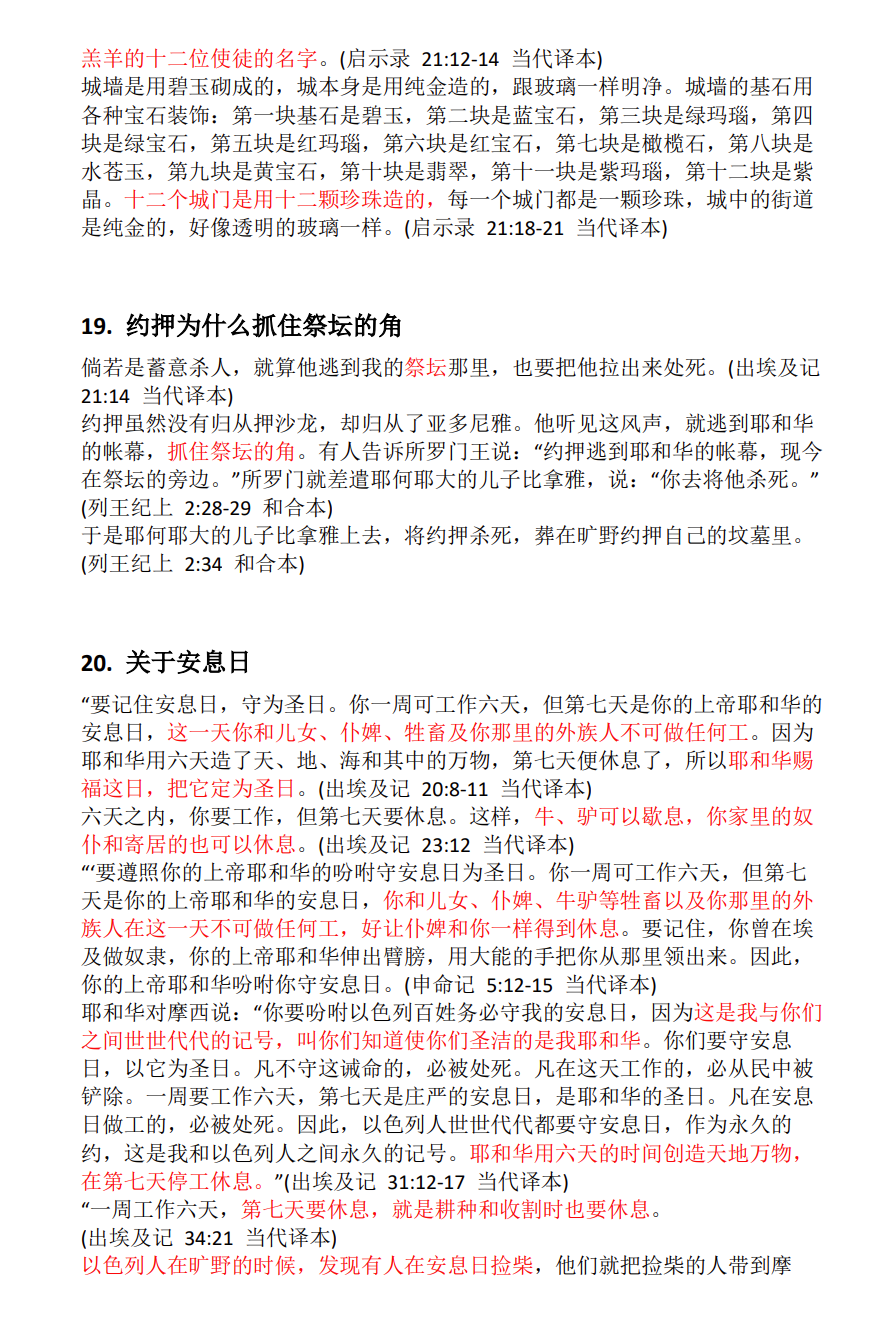 羔羊的十二位使徒的名字。(启示录 21:12-14 当代译本)
城墙是用碧玉砌成的，城本身是用纯金造的，跟玻璃一样明净。城墙的基石用
各种宝石装饰：第一块基石是碧玉，第二块是蓝宝石，第三块是绿玛瑙，第四
块是绿宝石，第五块是红玛瑙，第六块是红宝石，第七块是橄榄石，第八块是
水苍玉，第九块是黄宝石，第十块是翡翠，第十一块是紫玛瑙，第十二块是紫
晶。十二个城门是用十二颗珍珠造的，每一个城门都是一颗珍珠，城中的街道
是纯金的，好像透明的玻璃一样。(启示录 21:18-21 当代译本)
19. 约押为什么抓住祭坛的角
倘若是蓄意杀人，就算他逃到我的祭坛那里，也要把他拉出来处死。(出埃及记
21:14 当代译本)
约押虽然没有归从押沙龙，却归从了亚多尼雅。他听见这风声，就逃到耶和华
的帐幕，抓住祭坛的角。有人告诉所罗门王说：“约押逃到耶和华的帐幕，现今
在祭坛的旁边。”所罗门就差遣耶何耶大的儿子比拿雅，说：“你去将他杀死。”
(列王纪上 2:28-29 和合本)
于是耶何耶大的儿子比拿雅上去，将约押杀死，葬在旷野约押自己的坟墓里。
(列王纪上 2:34 和合本)
20. 关于安息日
“要记住安息日，守为圣日。你一周可工作六天，但第七天是你的上帝耶和华的
安息日，这一天你和儿女、仆婢、牲畜及你那里的外族人不可做任何工。因为
耶和华用六天造了天、地、海和其中的万物，第七天便休息了，所以耶和华赐
福这日，把它定为圣日。(出埃及记 20:8-11 当代译本)
六天之内，你要工作，但第七天要休息。这样，牛、驴可以歇息，你家里的奴
仆和寄居的也可以休息。(出埃及记 23:12 当代译本)
“‘要遵照你的上帝耶和华的吩咐守安息日为圣日。你一周可工作六天，但第七
天是你的上帝耶和华的安息日，你和儿女、仆婢、牛驴等牲畜以及你那里的外
族人在这一天不可做任何工，好让仆婢和你一样得到休息。要记住，你曾在埃
及做奴隶，你的上帝耶和华伸出臂膀，用大能的手把你从那里领出来。因此，
你的上帝耶和华吩咐你守安息日。(申命记 5:12-15 当代译本)
耶和华对摩西说：“你要吩咐以色列百姓务必守我的安息日，因为这是我与你们
之间世世代代的记号，叫你们知道使你们圣洁的是我耶和华。你们要守安息
日，以它为圣日。凡不守这诫命的，必被处死。凡在这天工作的，必从民中被
铲除。一周要工作六天，第七天是庄严的安息日，是耶和华的圣日。凡在安息
日做工的，必被处死。因此，以色列人世世代代都要守安息日，作为永久的
约，这是我和以色列人之间永久的记号。耶和华用六天的时间创造天地万物，
在第七天停工休息。”(出埃及记 31:12-17 当代译本)
“一周工作六天，第七天要休息，就是耕种和收割时也要休息。
(出埃及记 34:21 当代译本)
以色列人在旷野的时候，发现有人在安息日捡柴，他们就把捡柴的人带到摩